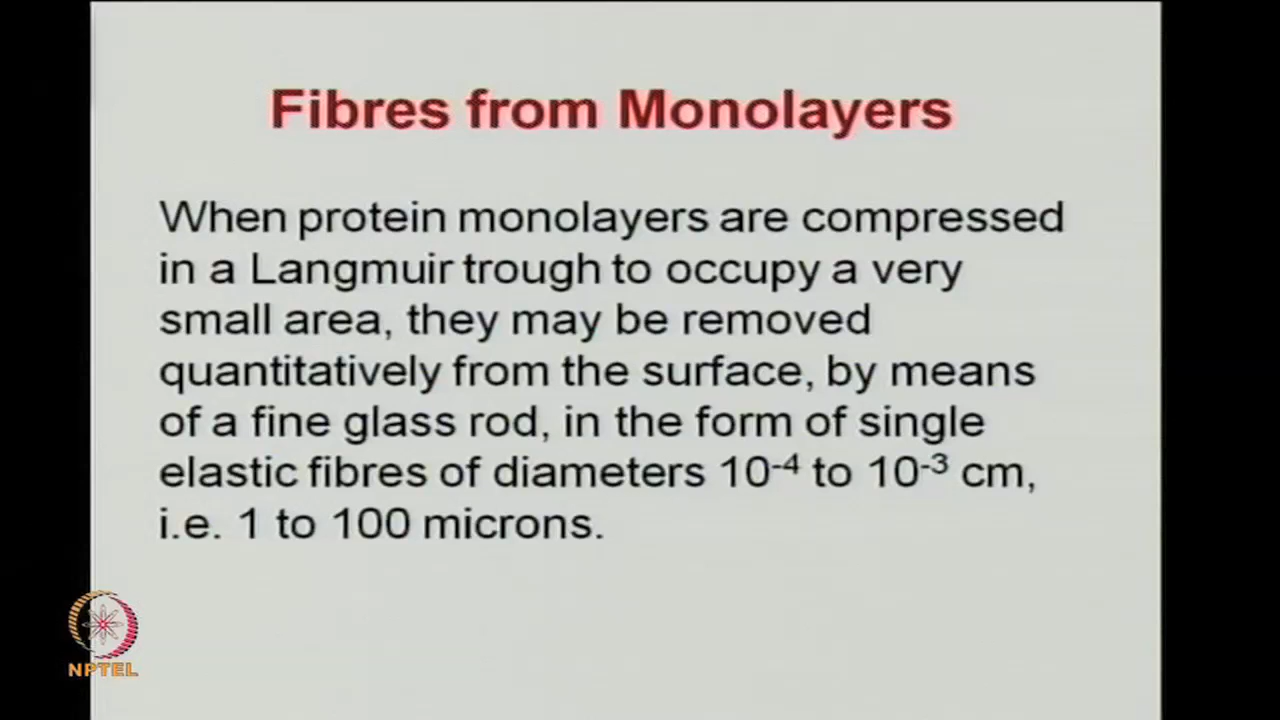 Fibres from Monolayers
When protein monolayers are compressed
in a Langmuir trough to occupy a very
small area, they may be removed
quantitatively from the surface, by means
of a fine glass rod, in the form of single
elastic fibres of diameters 10⁻⁴ to 10⁻³ cm,
i.e. 1 to 100 microns.
NPTEL